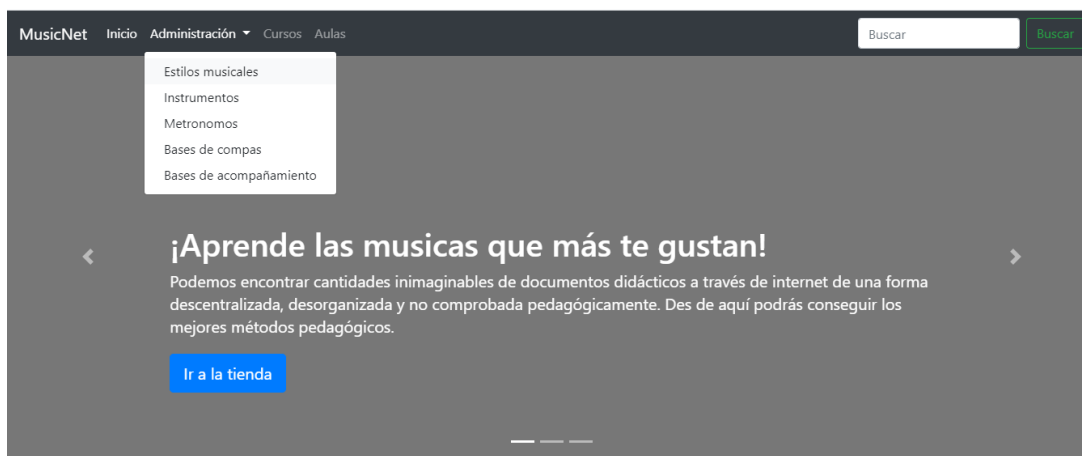 MusicNet Inicio Administración Cursos Aulas Buscar Buscar
Estilos musicales
Instrumentos
Metronomos
Bases de compas
Bases de acompañamiento
¡Aprende las musicas que más te gustan!
Podemos encontrar cantidades inimaginables de documentos didácticos a través de internet de una forma
descentralizada, desorganizada y no comprobada pedagógicamente. Des de aquí podrás conseguir los
mejores métodos pedagógicos.
Ir a la tienda